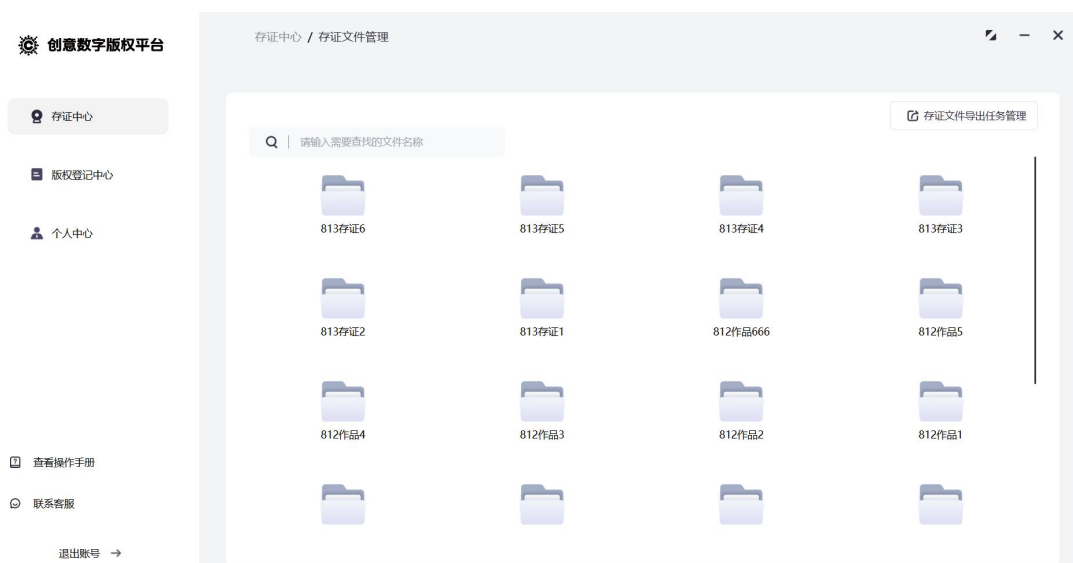 创意数字版权平台
存证中心 / 存证文件管理
存证中心
版权登记中心
个人中心
查看操作手册
联系客服
退出账号 →
存证文件导出任务管理
请输入需要查找的文件名称
813存证6
813存证5
813存证4
813存证3
813存证2
813存证1
812作品666
812作品5
812作品4
812作品3
812作品2
812作品1